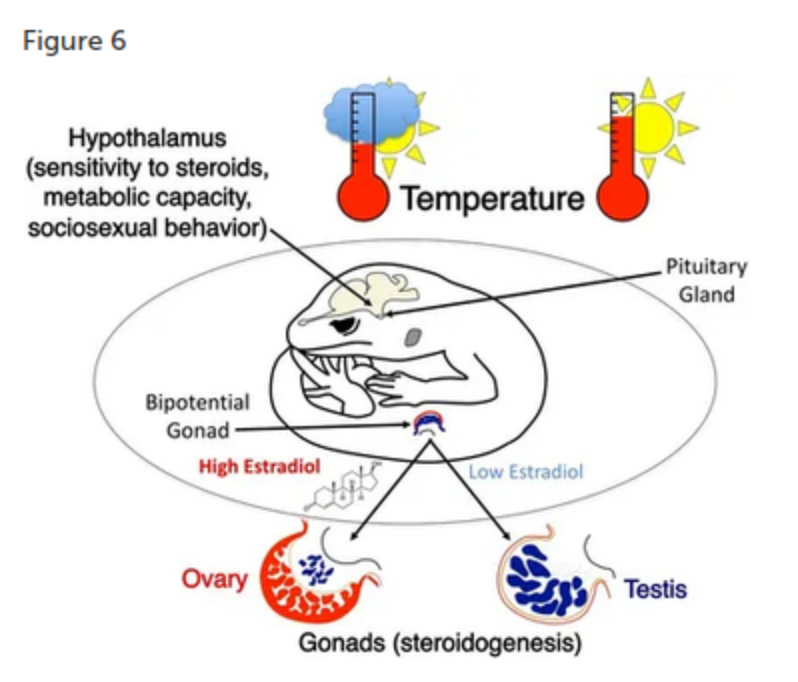 Figure 6
Hypothalamus
(sensitivity to steroids,
metabolic capacity,
sociosexual behavior)
Temperature
Pituitary
Gland
Bipotential
Gonad
High Estradiol
Low Estradiol
Ovary
Testis
Gonads (steroidogenesis)